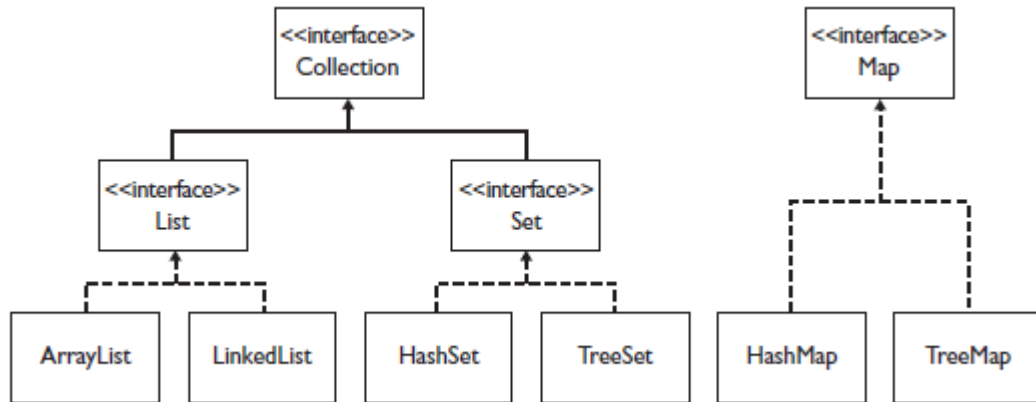 <<interface>>
Collection
<<interface>>
Map
<<interface>>
List
<<interface>>
Set
ArrayList
LinkedList
HashSet
TreeSet
HashMap
TreeMap